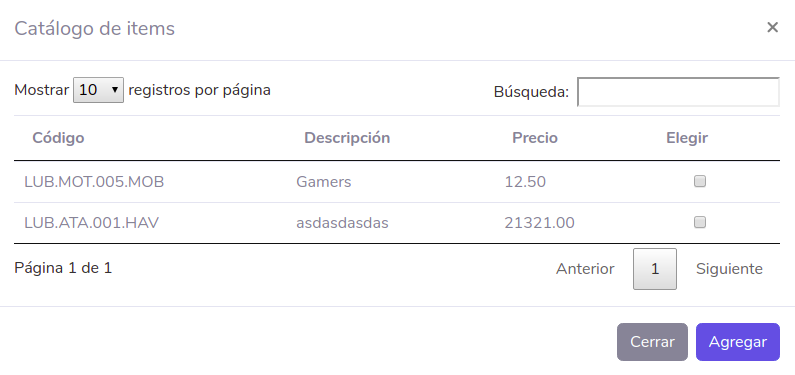 Catálogo de items ×
Mostrar 10 registros por página Búsqueda:
Código Descripción Precio Elegir
LUB.MOT.005.MOB Gamers 12.50
LUB.ATA.001.HAV asdasdasdas 21321.00
Página 1 de 1 Anterior 1 Siguiente
Cerrar Agregar